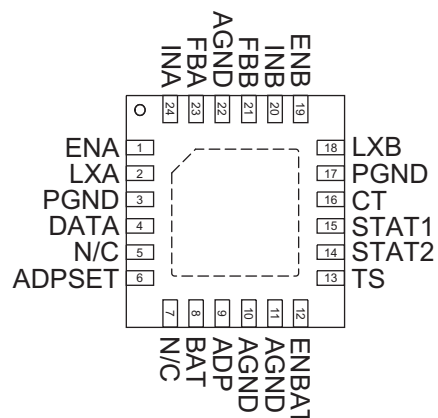 INA FBA AGND FBB INB ENB
24 23 22 21 20 19
ENA 1 18 LXB
LXA 2 17 PGND
PGND 3 16 CT
DATA 4 15 STAT1
N/C 5 14 STAT2
ADPSET 6 13 TS
7 8 9 10 11 12
N/C BAT ADP AGND AGND ENBAT